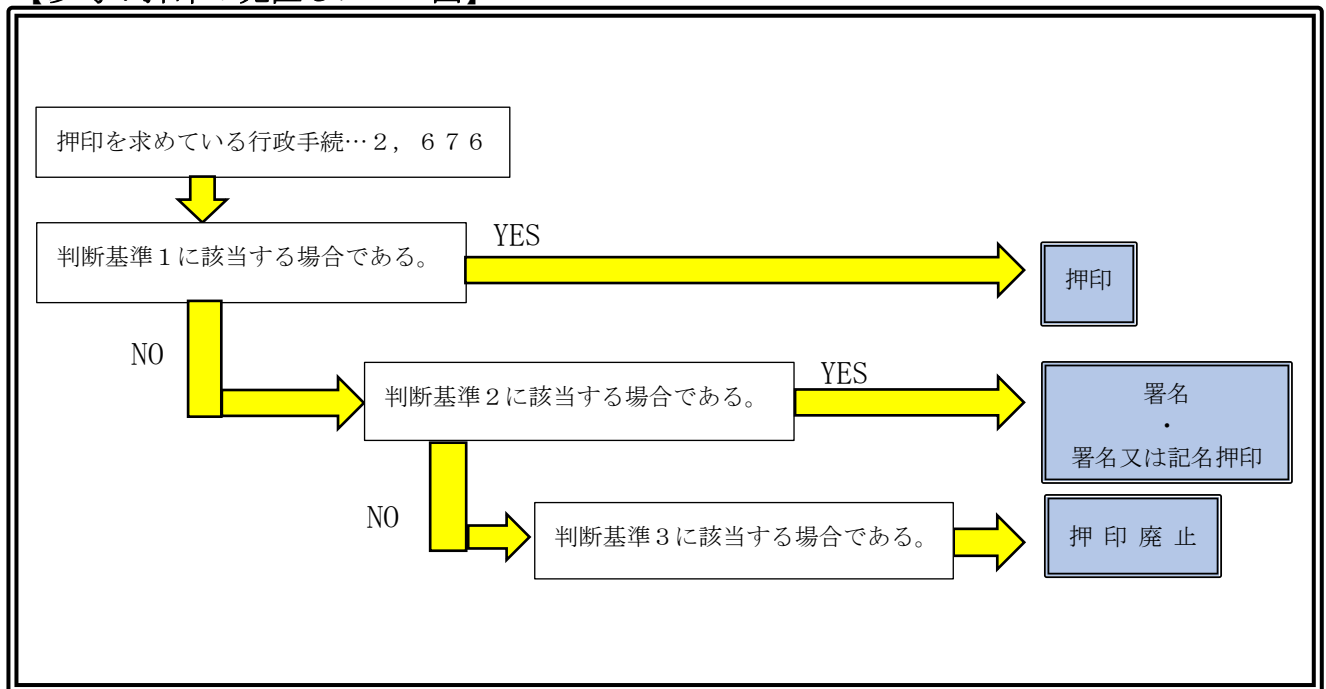 押印を求めている行政手続…２，６７６
判断基準１に該当する場合である。
YES
押印
NO
判断基準２に該当する場合である。
YES
署名
・
署名又は記名押印
NO
判断基準３に該当する場合である。
押 印 廃 止